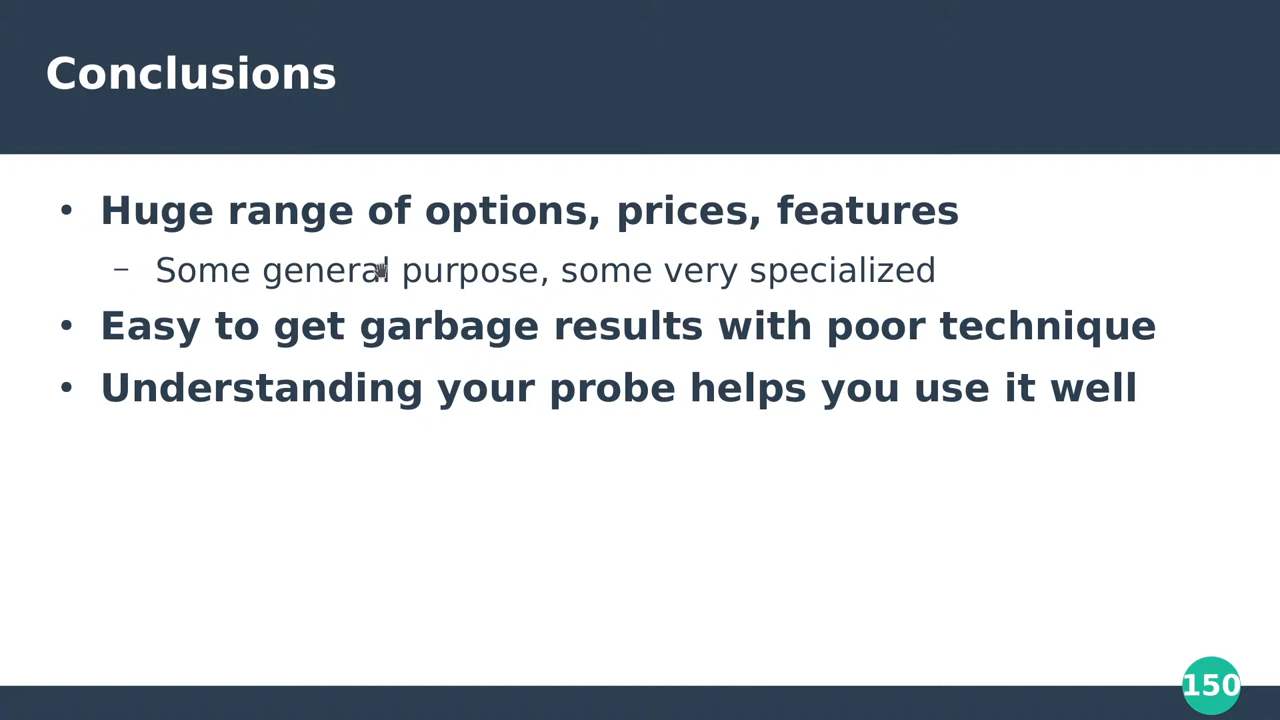 Conclusions
• Huge range of options, prices, features
– Some general purpose, some very specialized
• Easy to get garbage results with poor technique
• Understanding your probe helps you use it well
150